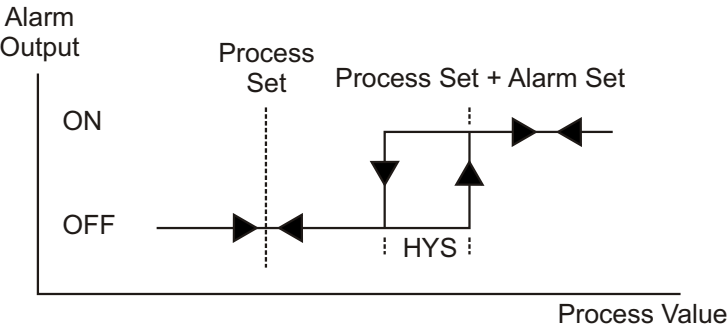 Alarm
Output
Process
Set
Process Set + Alarm Set
ON
OFF
HYS
Process Value